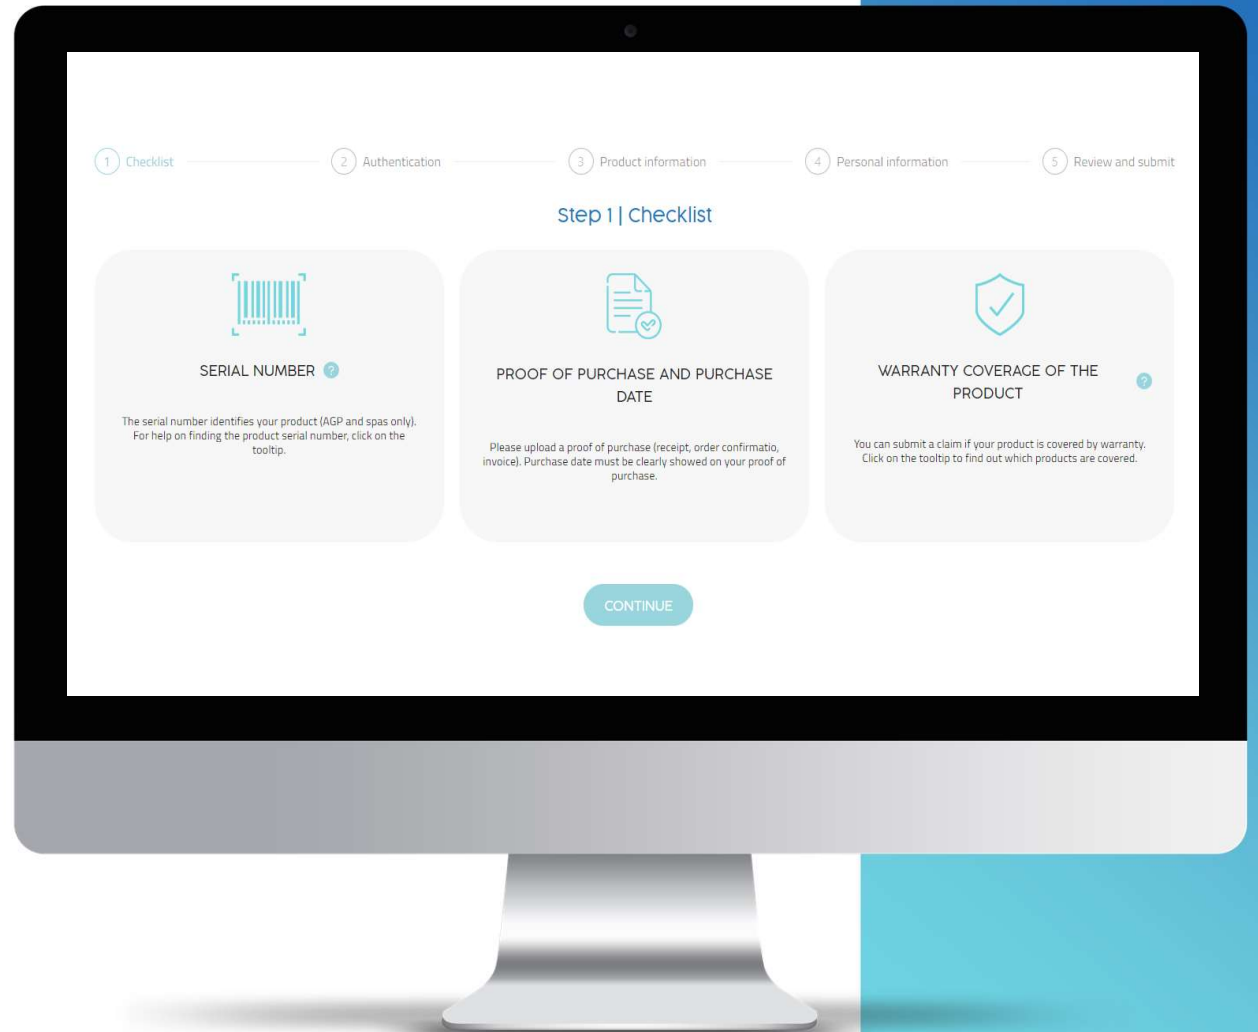 1 Checklist 2 Authentication 3 Product information 4 Personal information 5 Review and submit
Step 1 | Checklist
SERIAL NUMBER ?
The serial number identifies your product (AGP and spas only).
For help on finding the product serial number, click on the
tooltip.
PROOF OF PURCHASE AND PURCHASE
DATE
Please upload a proof of purchase (receipt, order confirmatio,
invoice). Purchase date must be clearly showed on your proof of
purchase.
WARRANTY COVERAGE OF THE
PRODUCT ?
You can submit a claim if your product is covered by warranty.
Click on the tooltip to find out which products are covered.
CONTINUE